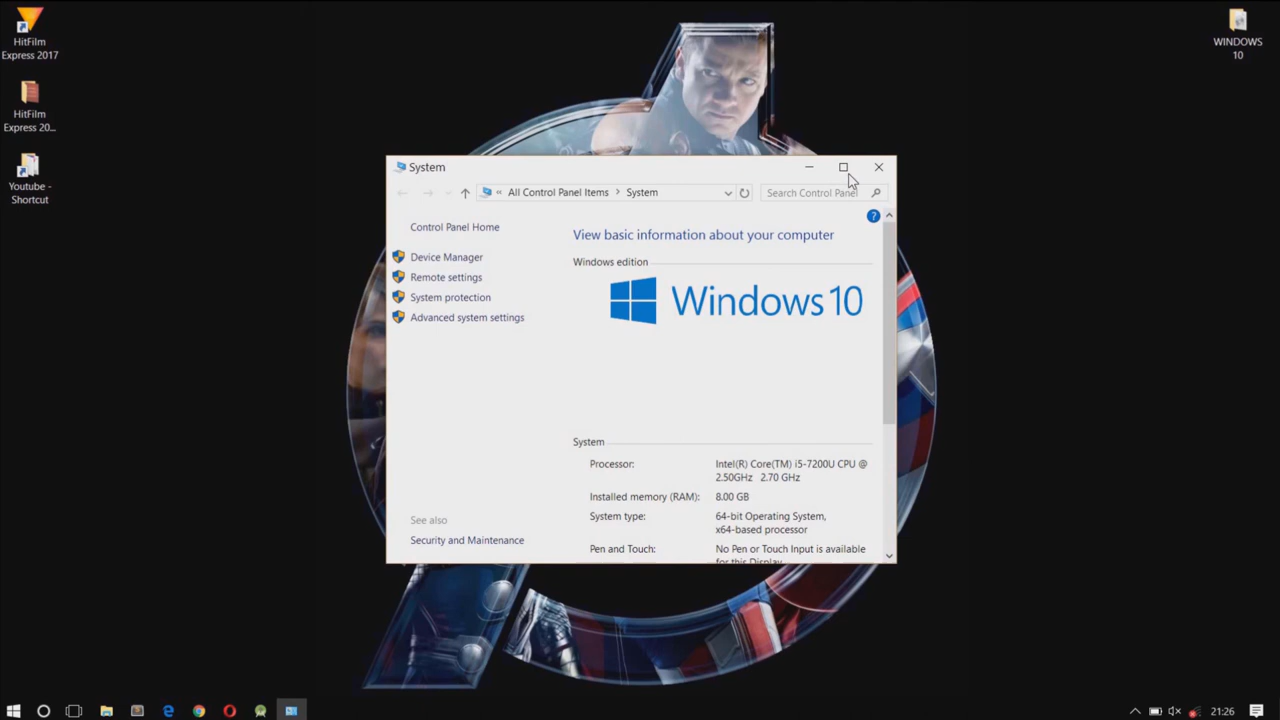 HitFilm
Express 2017
HitFilm
Express 20...
Youtube -
Shortcut
WINDOWS
10
System
« All Control Panel Items > System
Search Control Panel
Control Panel Home
Device Manager
Remote settings
System protection
Advanced system settings
See also
Security and Maintenance
?
View basic information about your computer
Windows edition
Windows 10
System
Processor: Intel(R) Core(TM) i5-7200U CPU @
2.50GHz 2.70 GHz
Installed memory (RAM): 8.00 GB
System type: 64-bit Operating System,
x64-based processor
Pen and Touch: No Pen or Touch Input is available
for this Display
21:26